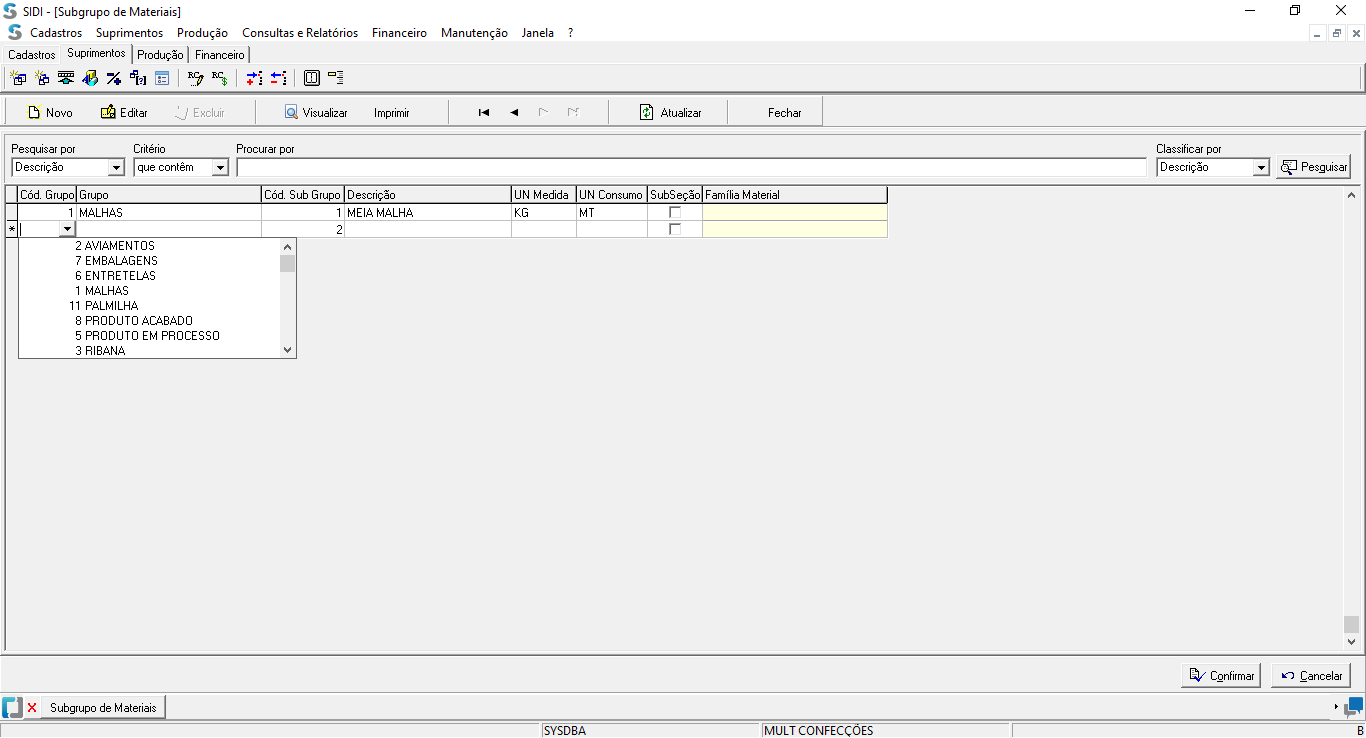 SIDI - [Subgrupo de Materiais]
Cadastros Suprimentos Produção Consultas e Relatórios Financeiro Manutenção Janela ?
Cadastros Suprimentos Produção Financeiro
Novo Editar Excluir Visualizar Imprimir Atualizar Fechar
Pesquisar por Critério Procurar por Classificar por
Descrição que contêm Descrição Pesquisar
Cód. Grupo Grupo Cód. Sub Grupo Descrição UN Medida UN Consumo SubSeção Família Material
1 MALHAS 1 MEIA MALHA KG MT
* 2
2 AVIAMENTOS
7 EMBALAGENS
6 ENTRETELAS
1 MALHAS
11 PALMILHA
8 PRODUTO ACABADO
5 PRODUTO EM PROCESSO
3 RIBANA
Confirmar Cancelar
Subgrupo de Materiais
SYSDBA MULT CONFECÇÕES B